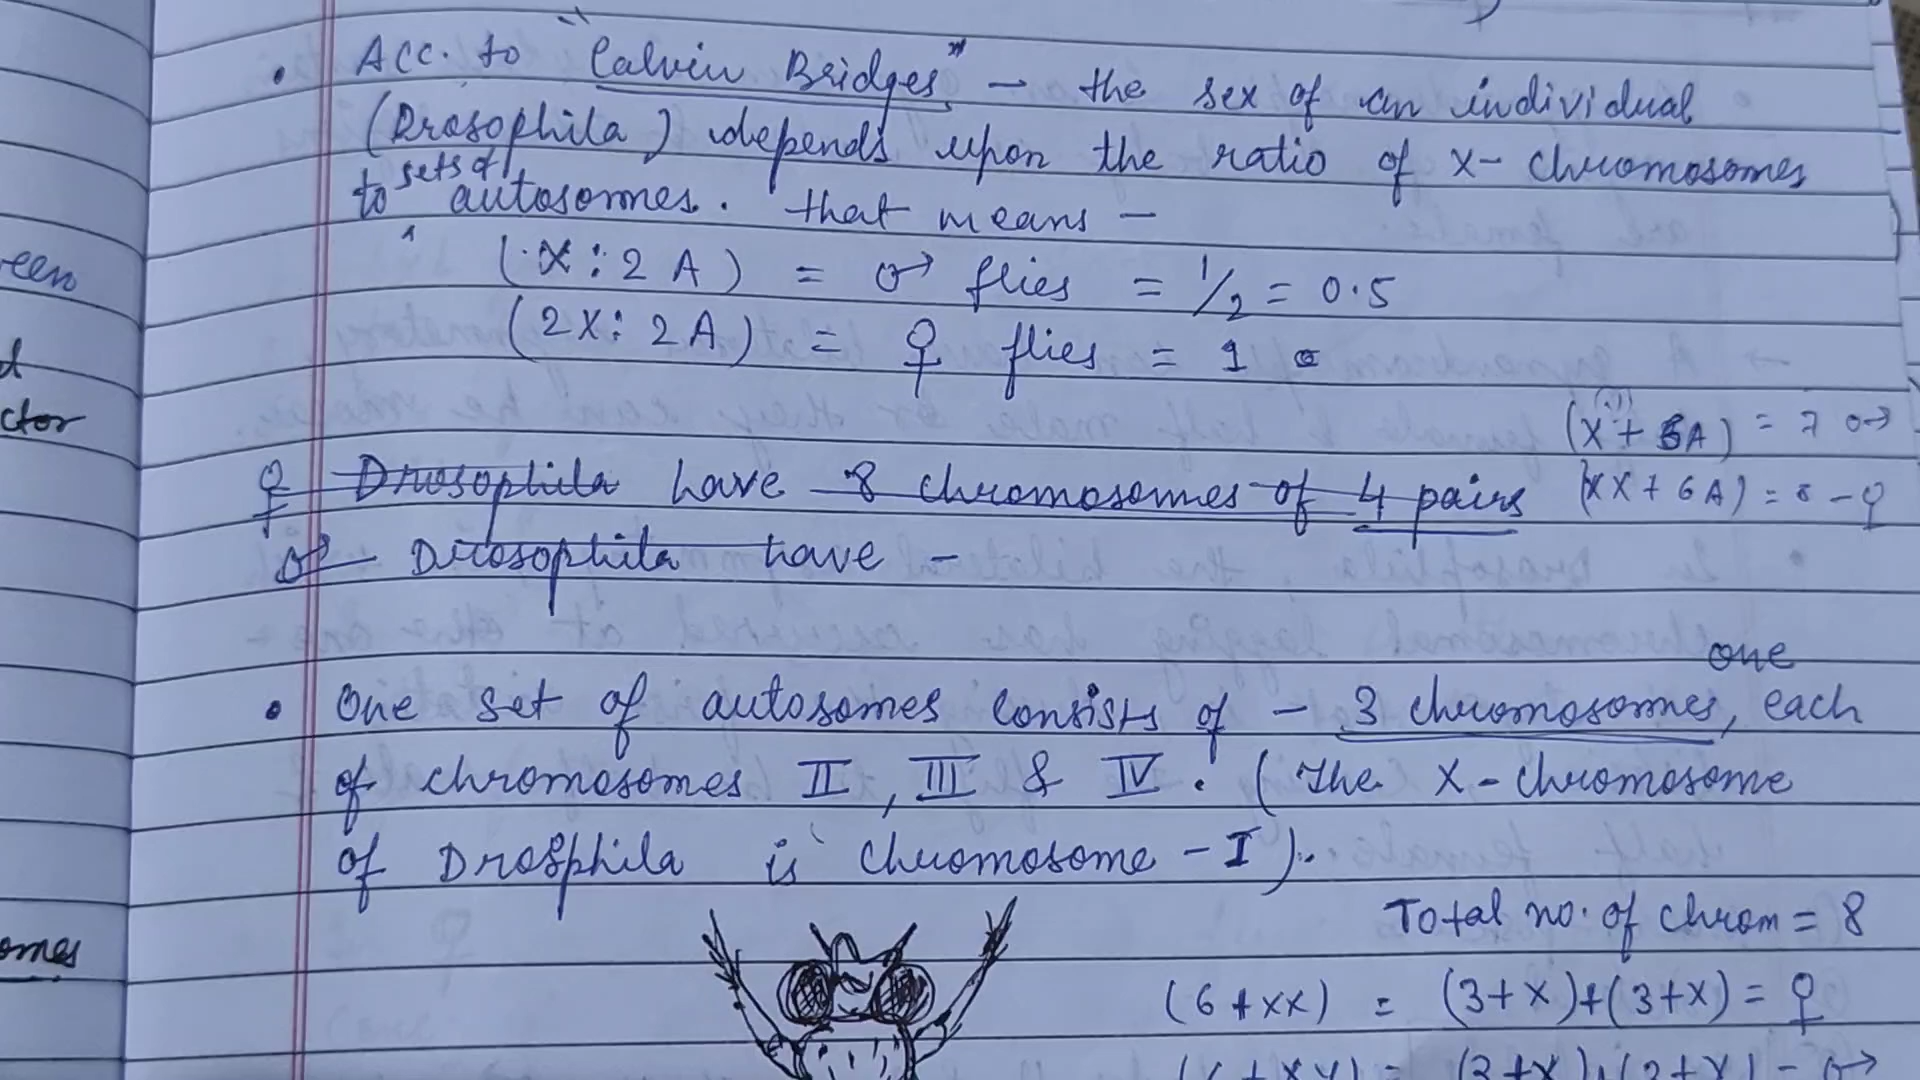 • Acc. to "Calvin Bridges" → the sex of an individual
(Drosophila) depends upon the ratio of x- chromosomes
to sets of autosomes. that means -
(X : 2 A) = ♂ flies = 1/2 = 0.5
(2X : 2 A) = ♀ flies = 1
(X + 6A) = 7 ♂
♀ Drosophila have 8 chromosomes of 4 pairs (XX + 6A) = 8 - ♀
♂ - Drosophila have -
• One set of autosomes consists of - 3 chromosomes, one each
of chromosomes II, III & IV. (The X - chromosome
of Drosphila is chromosome - I).
Total no. of chrom = 8
(6 + xx) = (3 + x) + (3 + x) = ♀
een
d
ctor
omes